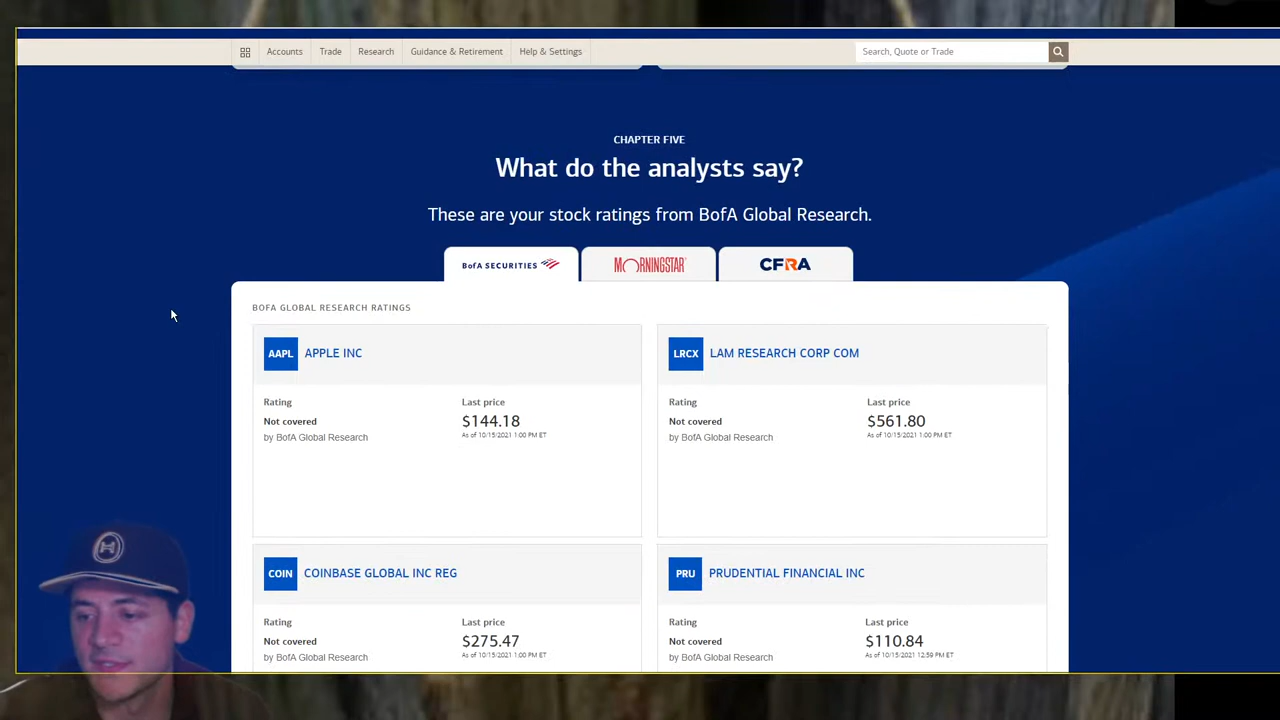 Accounts
Trade
Research
Guidance & Retirement
Help & Settings
Search, Quote or Trade
CHAPTER FIVE
What do the analysts say?
These are your stock ratings from BofA Global Research.
BofA SECURITIES
MORNINGSTAR
CFRA
BOFA GLOBAL RESEARCH RATINGS
AAPL APPLE INC
Rating
Last price
Not covered
$144.18
by BofA Global Research
As of 10/15/2021 1:00 PM ET
LRCX LAM RESEARCH CORP COM
Rating
Last price
Not covered
$561.80
by BofA Global Research
As of 10/15/2021 1:00 PM ET
COIN COINBASE GLOBAL INC REG
Rating
Last price
Not covered
$275.47
by BofA Global Research
As of 10/15/2021 1:00 PM ET
PRU PRUDENTIAL FINANCIAL INC
Rating
Last price
Not covered
$110.84
by BofA Global Research
As of 10/15/2021 12:59 PM ET